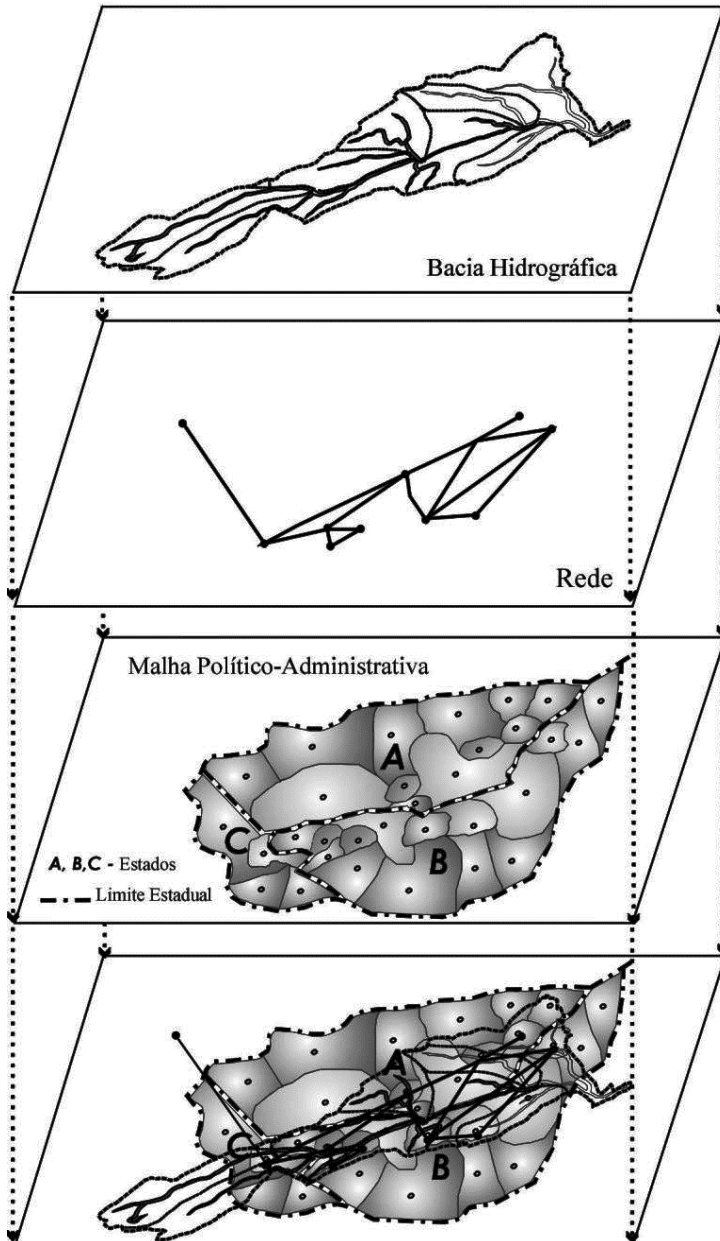 Bacia Hidrográfica
Rede
Malha Político-Administrativa
A
C
B
A, B,C - Estados
Limite Estadual
A
C
B